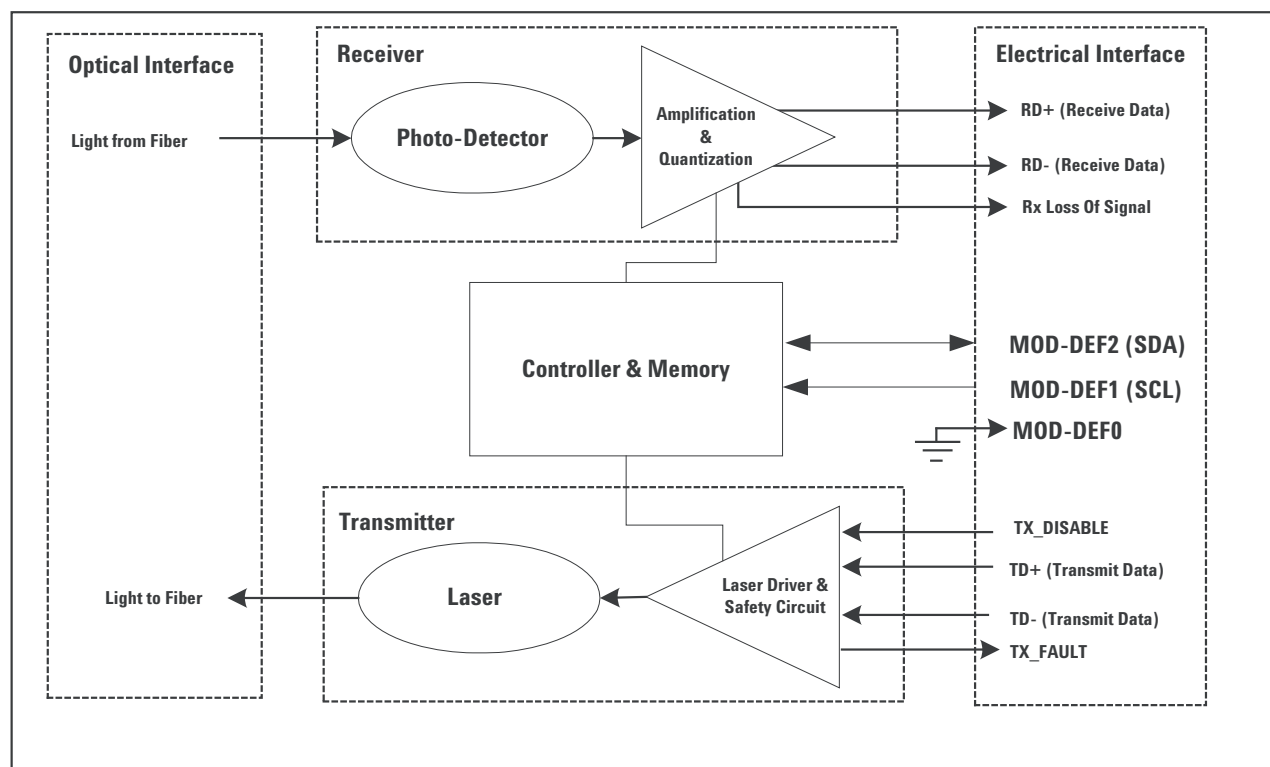 Optical Interface
Light from Fiber
Light to Fiber
Receiver
Photo-Detector
Amplification
&
Quantization
Controller & Memory
Transmitter
Laser
Laser Driver &
Safety Circuit
Electrical Interface
RD+ (Receive Data)
RD- (Receive Data)
Rx Loss Of Signal
MOD-DEF2 (SDA)
MOD-DEF1 (SCL)
MOD-DEF0
TX_DISABLE
TD+ (Transmit Data)
TD- (Transmit Data)
TX_FAULT